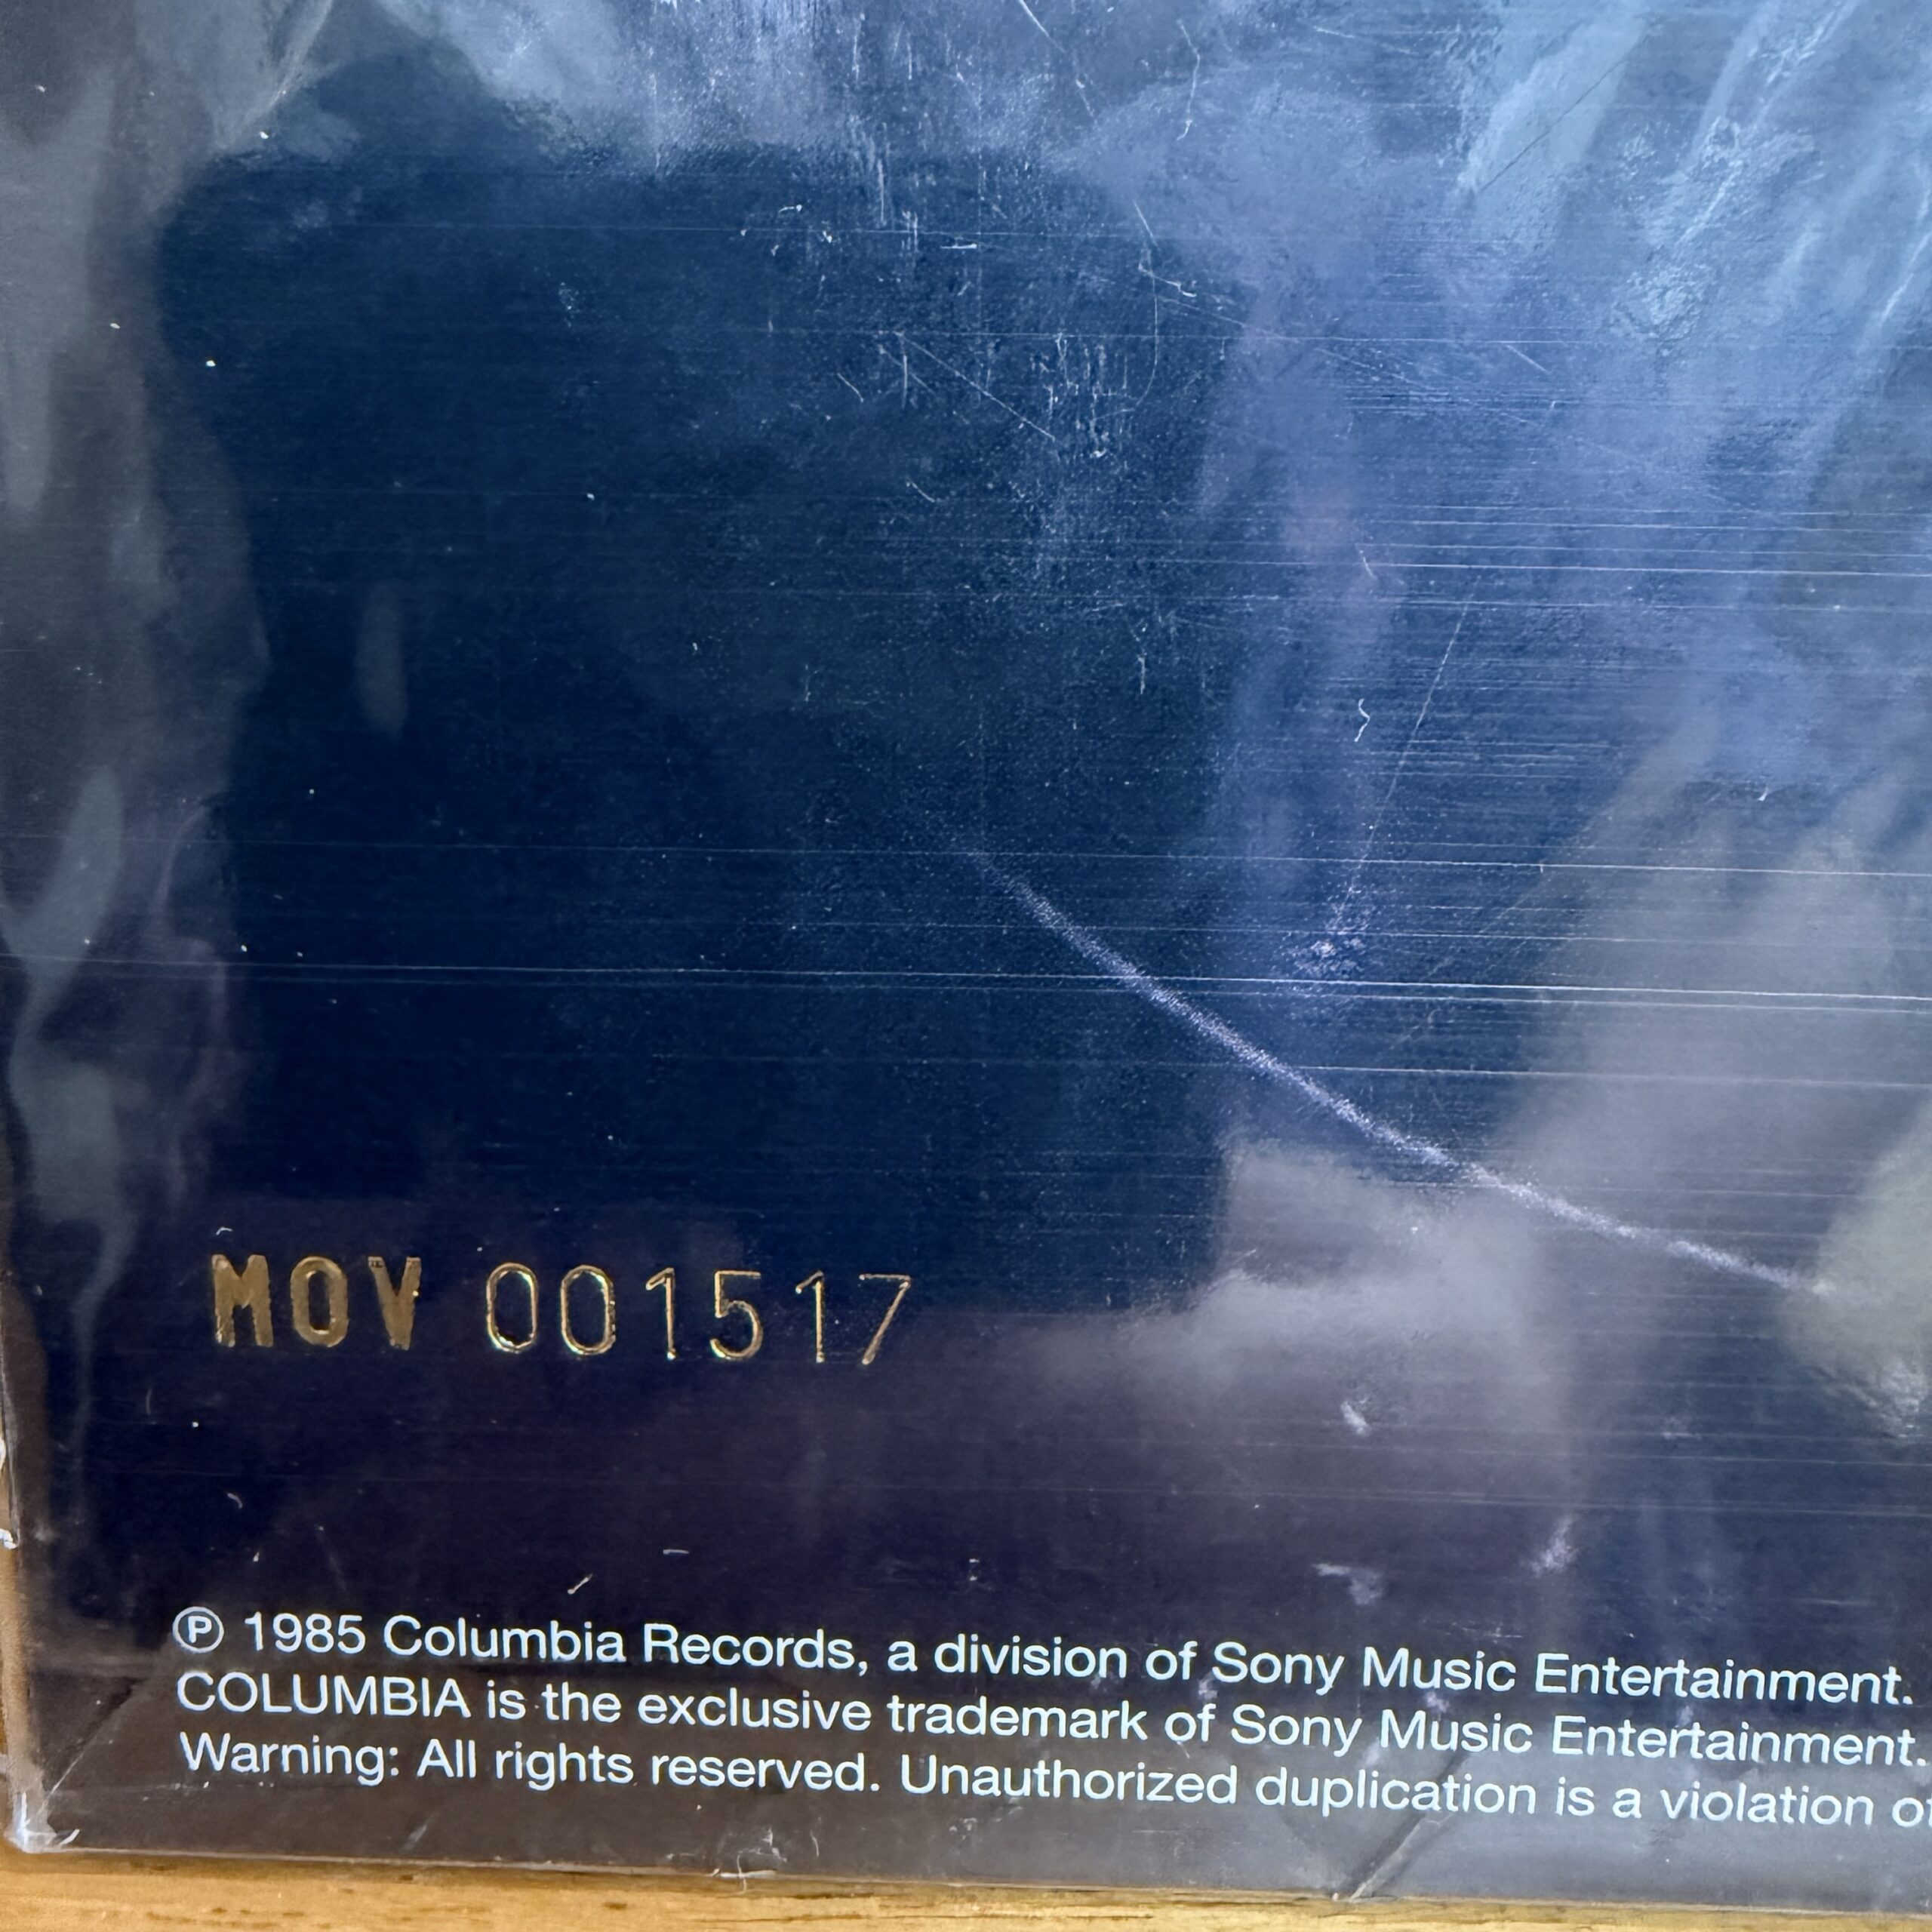 MOV 001517
Ⓟ 1985 Columbia Records, a division of Sony Music Entertainment.
COLUMBIA is the exclusive trademark of Sony Music Entertainment.
Warning: All rights reserved. Unauthorized duplication is a violation of